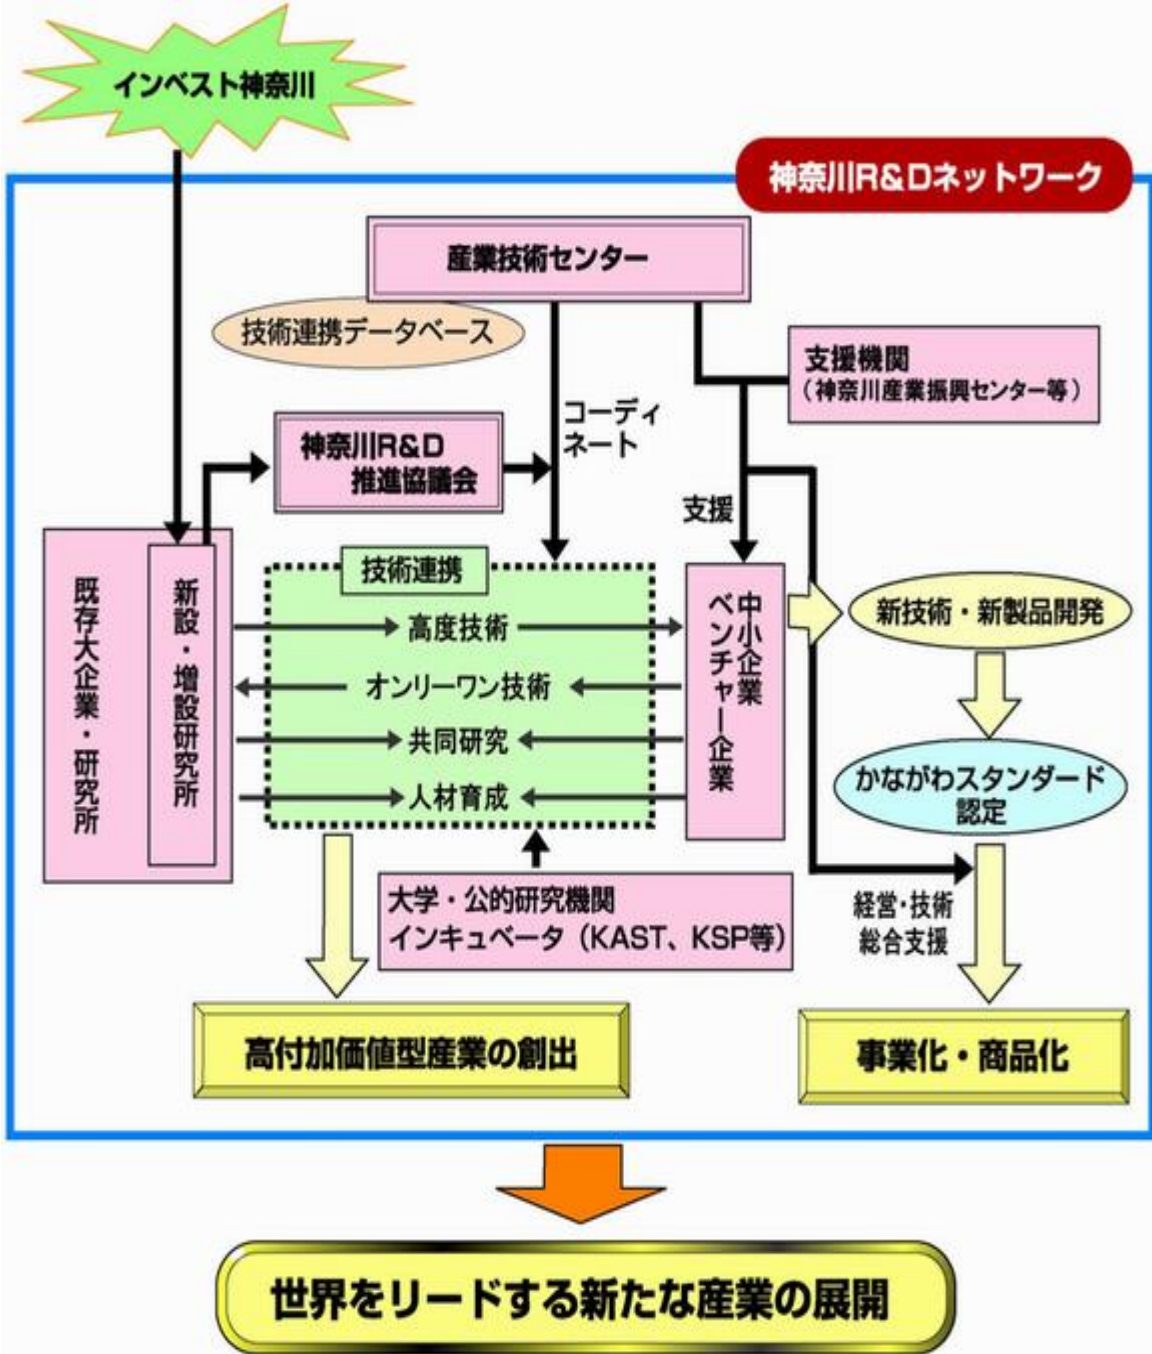 インベスト神奈川
神奈川R&Dネットワーク
産業技術センター
技術連携データベース
支援機関
（神奈川産業振興センター等）
コーディ
ネート
神奈川R&D
推進協議会
支援
既存大企業・研究所
新設・増設研究所
技術連携
高度技術
オンリーワン技術
共同研究
人材育成
中小企業
ベンチャー企業
新技術・新製品開発
かながわスタンダード
認定
大学・公的研究機関
インキュベータ（KAST、KSP等）
経営・技術
総合支援
高付加価値型産業の創出
事業化・商品化
世界をリードする新たな産業の展開